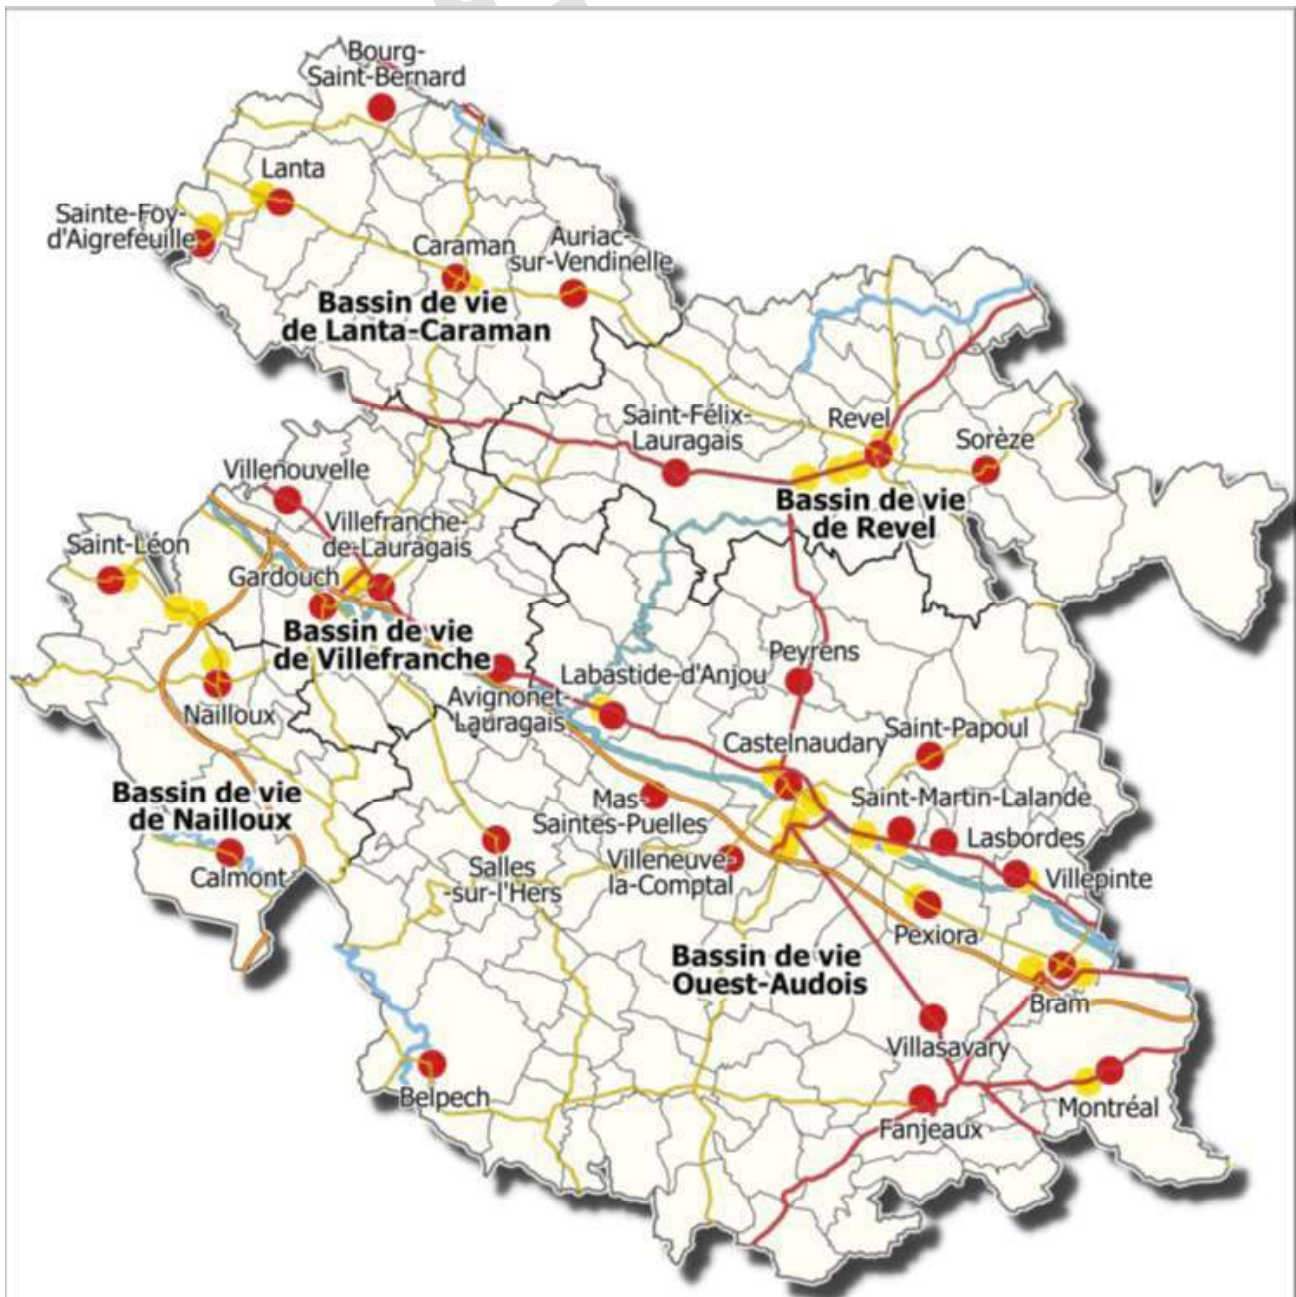 Bourg-
Saint-Bernard
Lanta
Sainte-Foy-
d'Aigrefeuille
Caraman
Auriac-
sur-Vendinelle
Bassin de vie
de Lanta-Caraman
Saint-Félix-
Lauragais
Revel
Sorèze
Bassin de vie
de Revel
Villenouvelle
Villefranche-
de-Lauragais
Saint-Léon
Gardouch
Bassin de vie
de Villefranche
Nailloux
Avignonet-
Lauragais
Labastide-d'Anjou
Peyrens
Castelnaudary
Saint-Papoul
Bassin de vie
de Nailloux
Calmont
Mas-
Saintes-Puelles
Saint-Martin-Lalande
Lasbordes
Salles
-sur-l'Hers
Villeneuve-
la-Comptal
Villepinte
Pexiora
Bassin de vie
Ouest-Audois
Bram
Villasavary
Belpech
Fanjeaux
Montréal